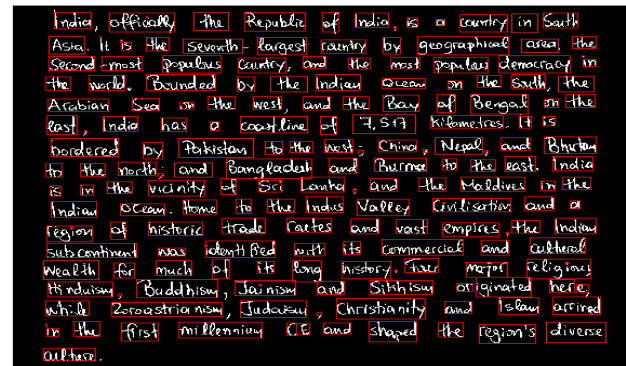 India, officially the Republic of India, is a country in South
Asia. It is the seventh-largest country by geographical area, the
second-most populous country, and the most populous democracy in
the world. Bounded by the Indian Ocean on the South, the
Arabian Sea on the west, and the Bay of Bengal on the
east, India has a coastline of 7,517 kilometres. It is
bordered by Pakistan to the west; China, Nepal, and Bhutan
to the north; and Bangladesh and Burma to the east. India
is in the vicinity of Sri Lanka, and the Maldives in the
Indian Ocean. Home to the Indus Valley Civilisation and a
region of historic trade routes and vast empires, the Indian
subcontinent was identified with its commercial and cultural
wealth for much of its long history. Four major religions,
Hinduism, Buddhism, Jainism and Sikhism originated here,
while Zoroastrianism, Judaism, Christianity and Islam arrived
in the first millennium CE and shaped the region's diverse
culture.